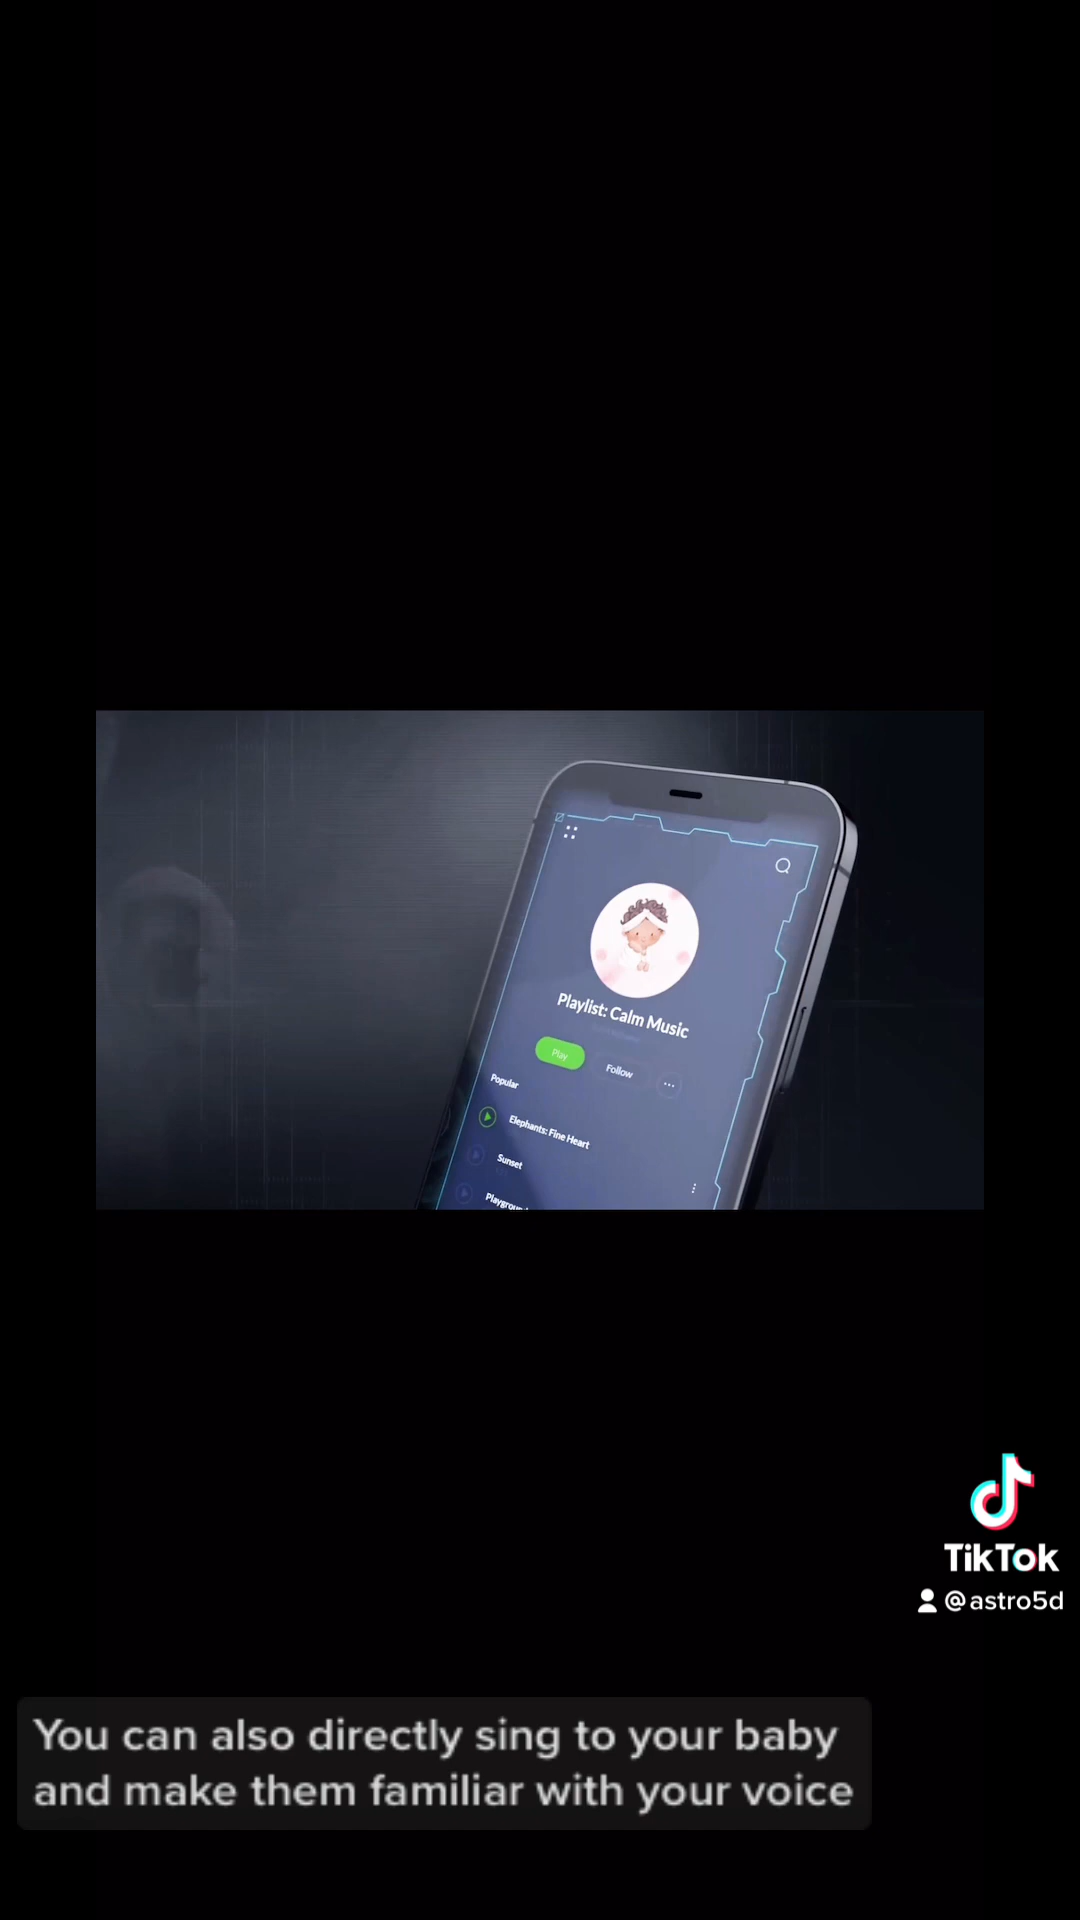 Playlist: Calm Music
Play
Follow
Popular
Elephants: Fine Heart
Sunset
TikTok
@astro5d
You can also directly sing to your baby
and make them familiar with your voice